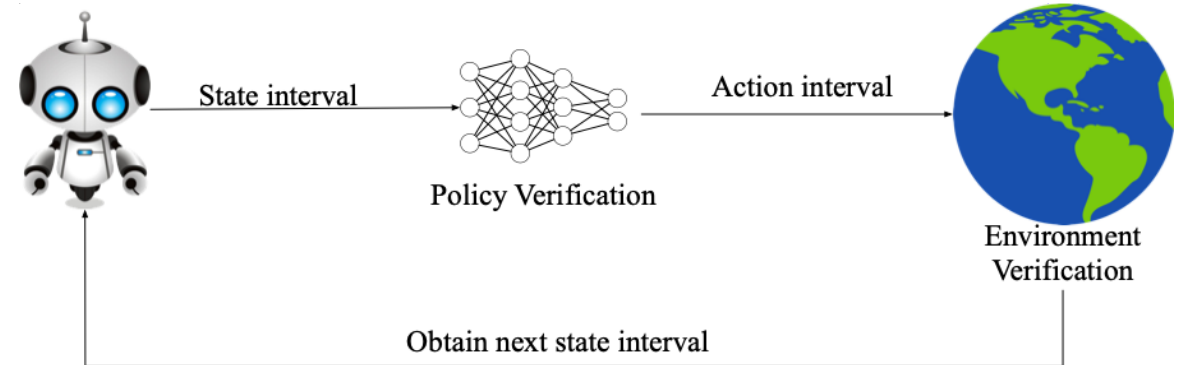 State interval
Action interval
Policy Verification
Environment
Verification
Obtain next state interval